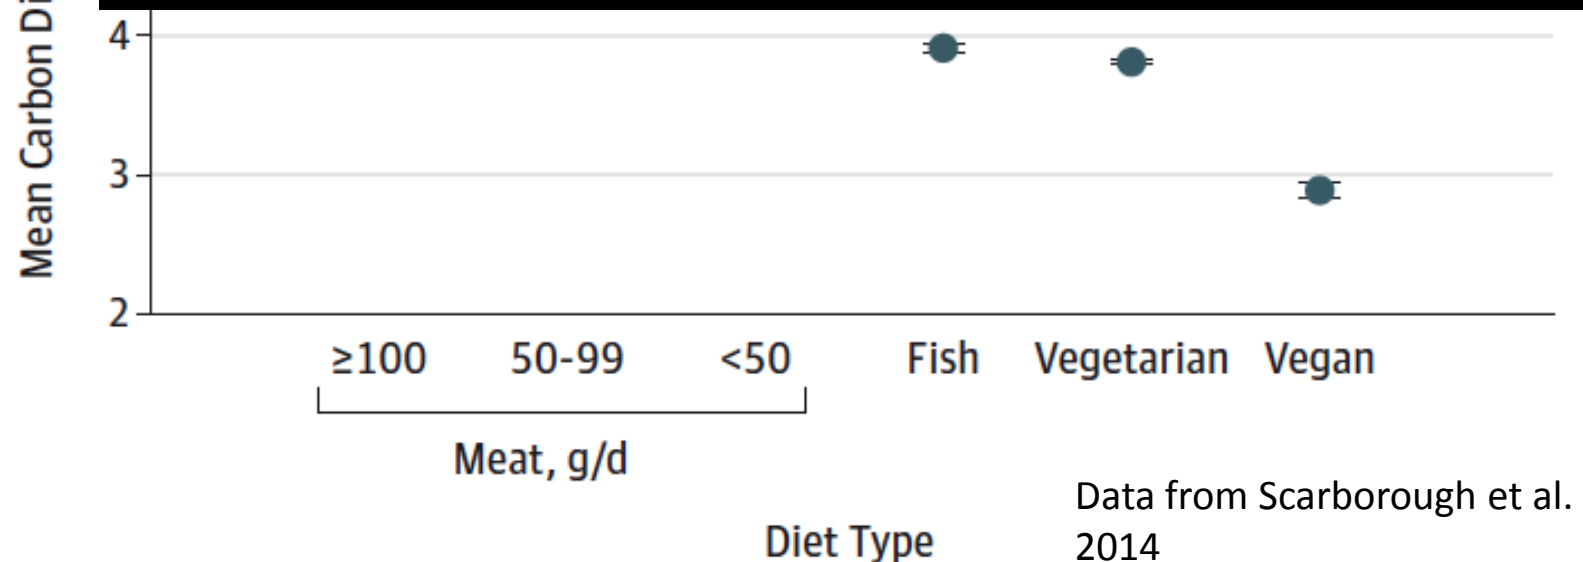 Mean Carbon Di
4
3
2
≥100 50-99 <50 Fish Vegetarian Vegan
Meat, g/d
Diet Type
Data from Scarborough et al.
2014